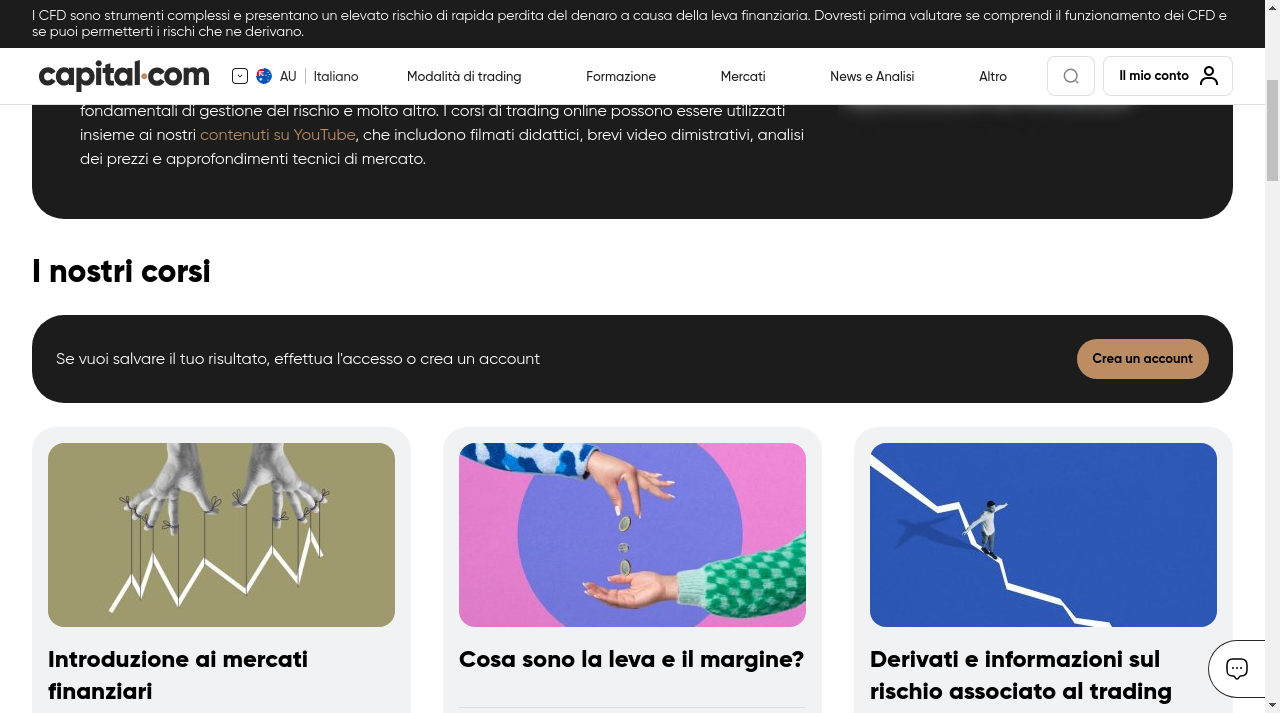 I CFD sono strumenti complessi e presentano un elevato rischio di rapida perdita del denaro a causa della leva finanziaria. Dovresti prima valutare se comprendi il funzionamento dei CFD e
se puoi permetterti i rischi che ne derivano.
capital.com
AU
Italiano
Modalità di trading
Formazione
Mercati
News e Analisi
Altro
Il mio conto
fondamentali di gestione del rischio e molto altro. I corsi di trading online possono essere utilizzati
insieme ai nostri contenuti su YouTube, che includono filmati didattici, brevi video dimistrativi, analisi
dei prezzi e approfondimenti tecnici di mercato.
I nostri corsi
Se vuoi salvare il tuo risultato, effettua l'accesso o crea un account
Crea un account
Introduzione ai mercati
finanziari
Cosa sono la leva e il margine?
Derivati e informazioni sul
rischio associato al trading